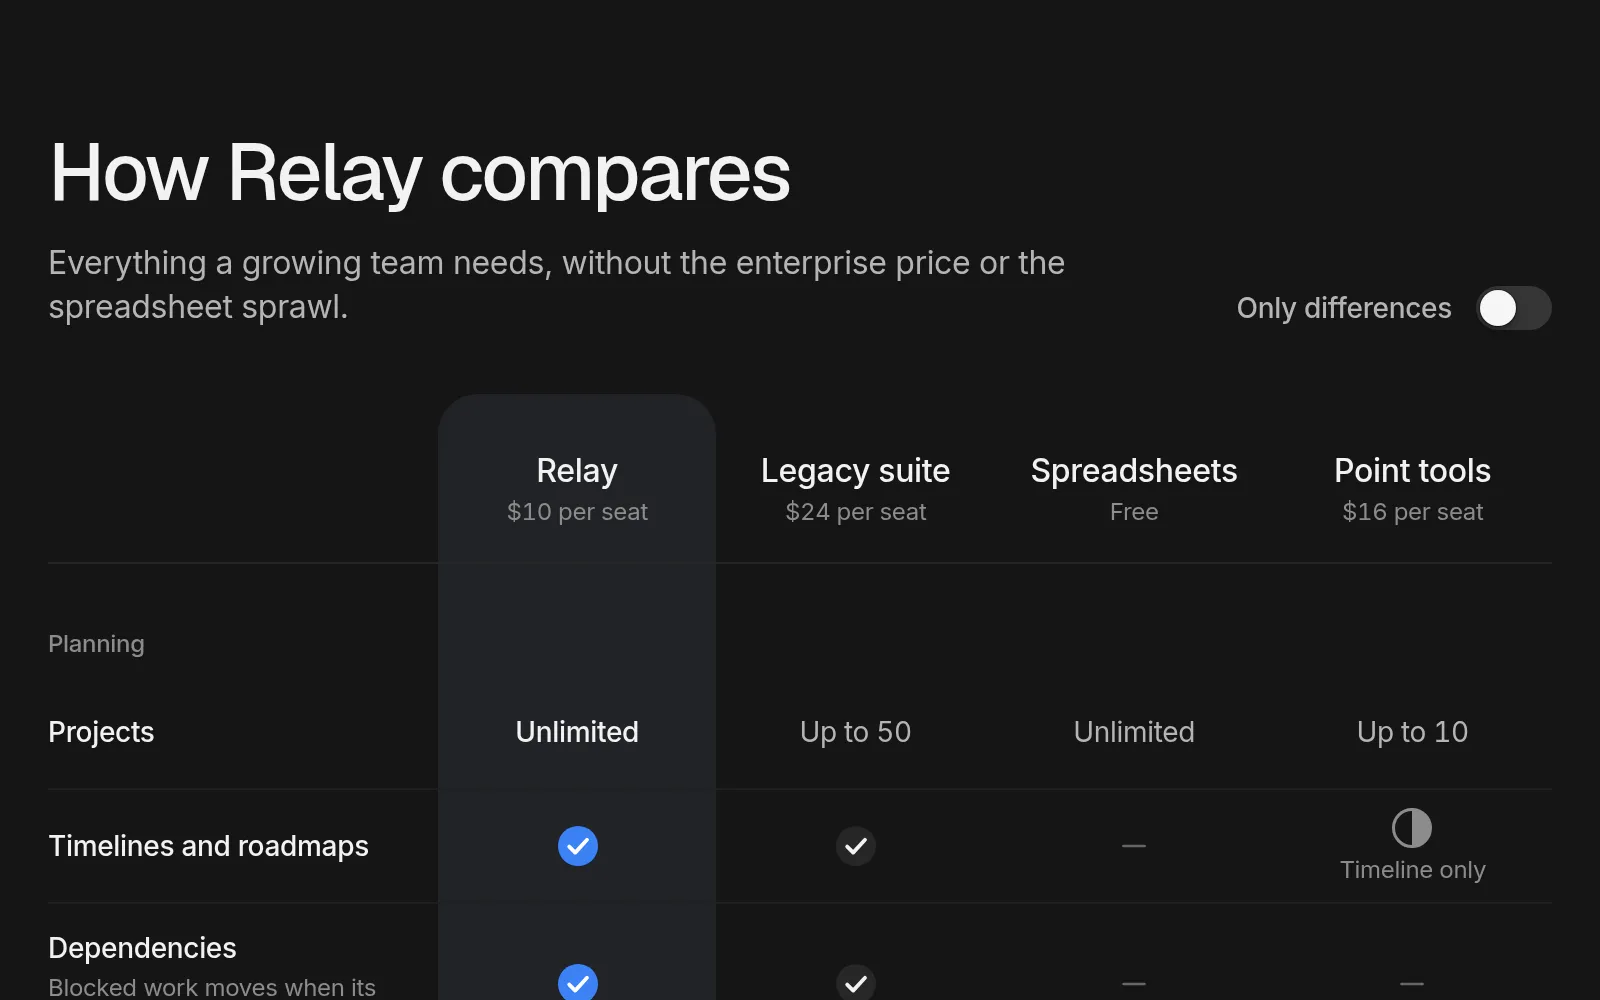 How Relay compares
Everything a growing team needs, without the enterprise price or the
spreadsheet sprawl.
Only differences
Relay
$10 per seat
Legacy suite
$24 per seat
Spreadsheets
Free
Point tools
$16 per seat
Planning
Projects
Unlimited
Up to 50
Unlimited
Up to 10
Timelines and roadmaps
—
Timeline only
Dependencies
Blocked work moves when its
—
—